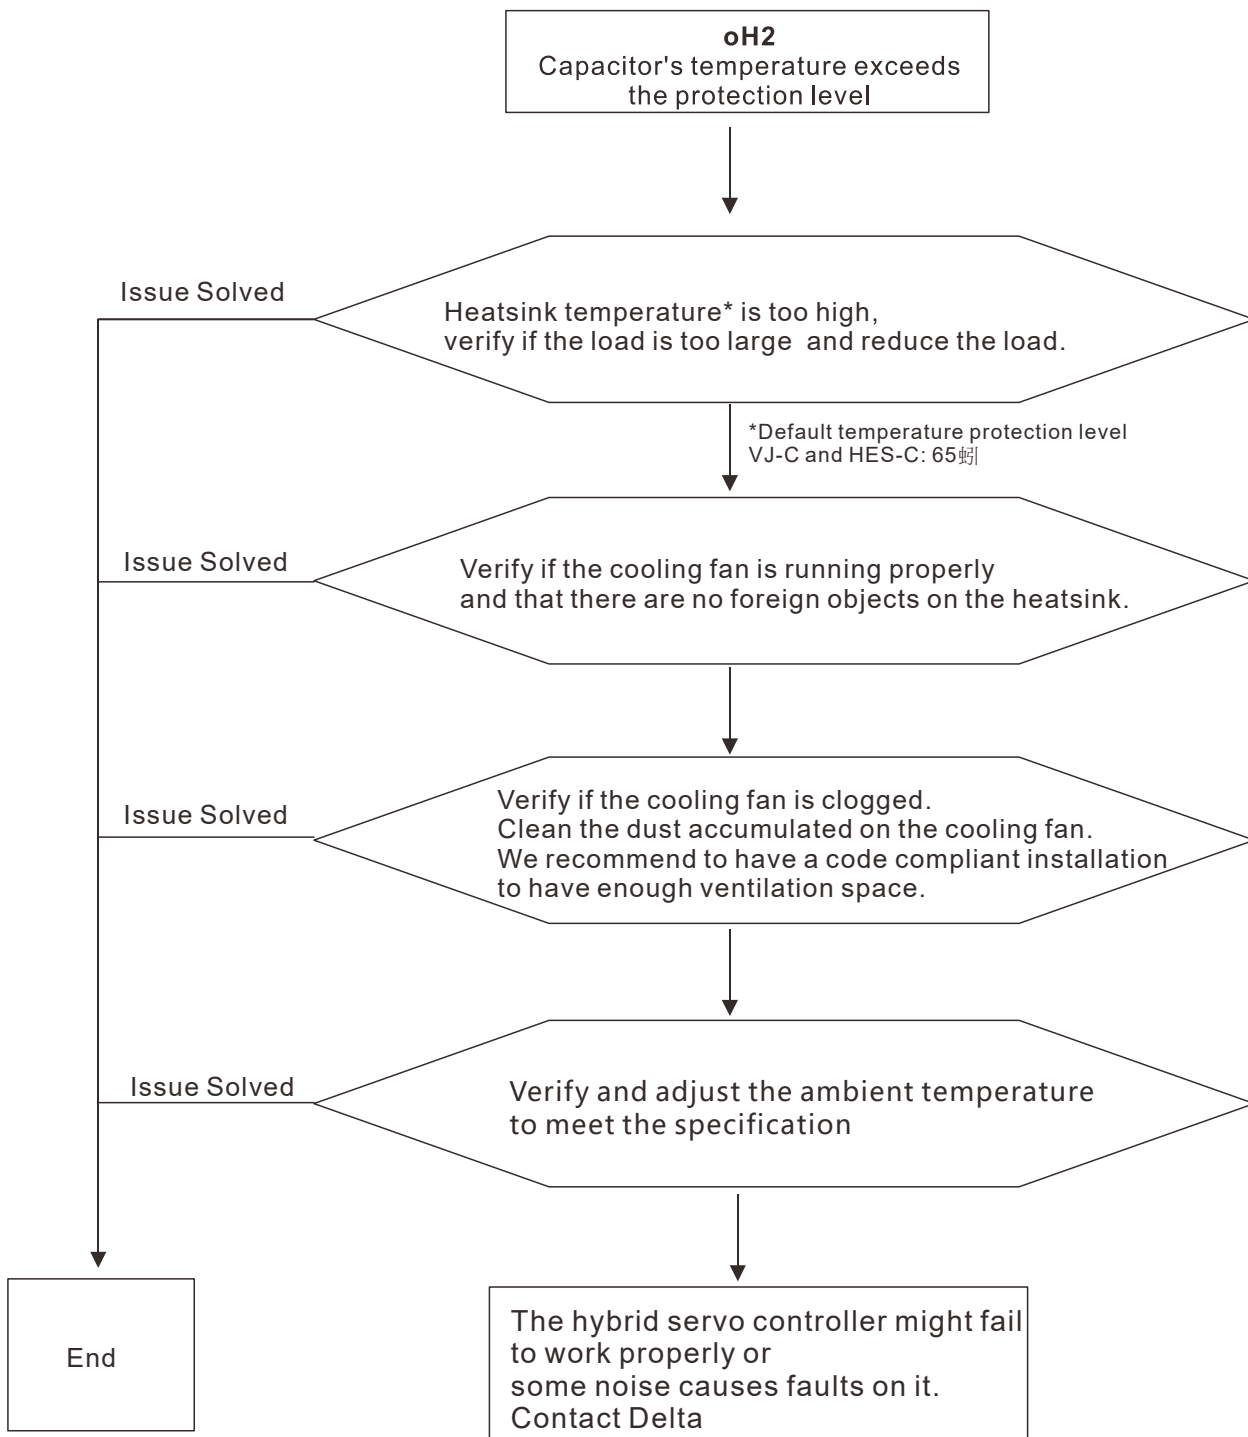 oH2
Capacitor's temperature exceeds
the protection level
Issue Solved
Heatsink temperature* is too high,
verify if the load is too large and reduce the load.
*Default temperature protection level
VJ-C and HES-C: 65蚓
Issue Solved
Verify if the cooling fan is running properly
and that there are no foreign objects on the heatsink.
Issue Solved
Verify if the cooling fan is clogged.
Clean the dust accumulated on the cooling fan.
We recommend to have a code compliant installation
to have enough ventilation space.
Issue Solved
Verify and adjust the ambient temperature
to meet the specification
End
The hybrid servo controller might fail
to work properly or
some noise causes faults on it.
Contact Delta